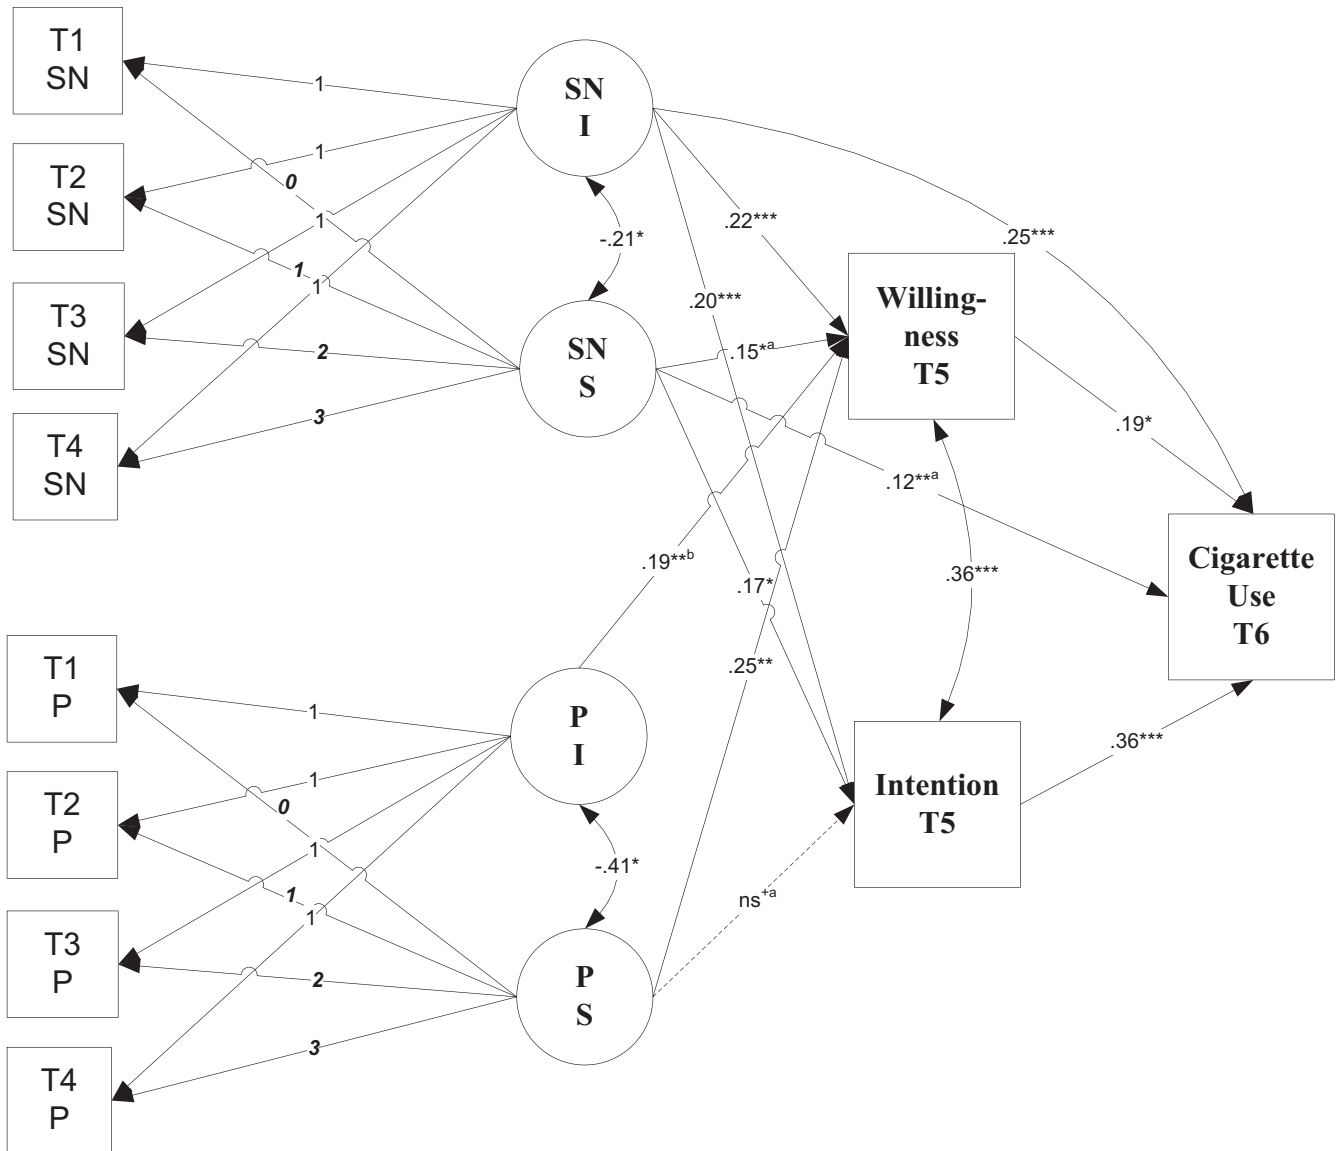 T1
SN
T2
SN
T3
SN
T4
SN
1
1
0
1
1
1
2
3
SN
I
-.21*
SN
S
.22***
.20***
.15*ᵃ
.25***
Willing-
ness
T5
.19*
.12**ᵃ
.19**ᵇ
.17*
.36***
.25**
Cigarette
Use
T6
T1
P
T2
P
T3
P
T4
P
1
1
0
1
1
1
2
3
P
I
-.41*
P
S
ns⁺ᵃ
Intention
T5
.36***